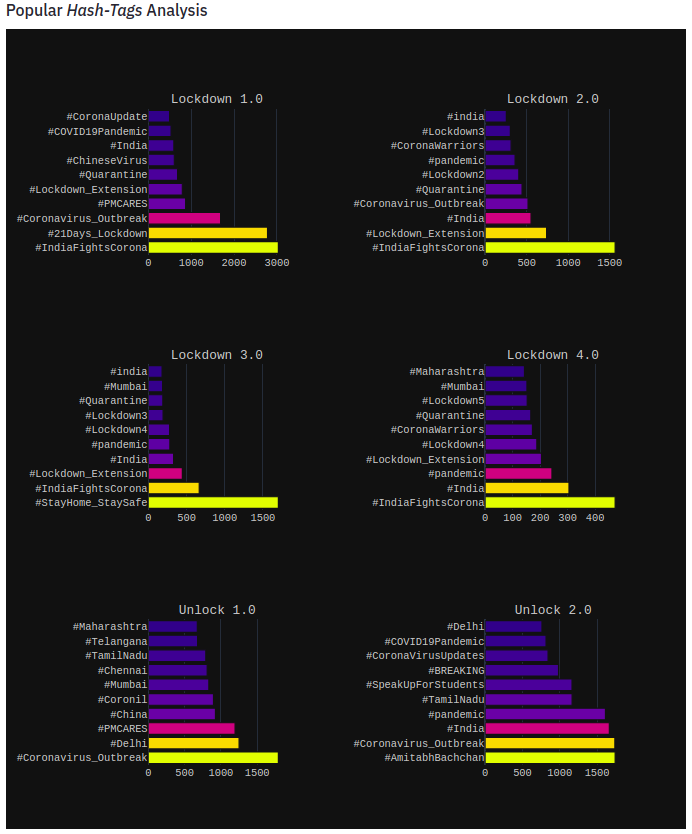 Popular Hash-Tags Analysis
Lockdown 1.0
#CoronaUpdate
#COVID19Pandemic
#India
#ChineseVirus
#Quarantine
#Lockdown_Extension
#PMCARES
#Coronavirus_Outbreak
#21Days_Lockdown
#IndiaFightsCorona
0 1000 2000 3000
Lockdown 2.0
#india
#Lockdown3
#CoronaWarriors
#pandemic
#Lockdown2
#Quarantine
#Coronavirus_Outbreak
#India
#Lockdown_Extension
#IndiaFightsCorona
0 500 1000 1500
Lockdown 3.0
#india
#Mumbai
#Quarantine
#Lockdown3
#Lockdown4
#pandemic
#India
#Lockdown_Extension
#IndiaFightsCorona
#StayHome_StaySafe
0 500 1000 1500
Lockdown 4.0
#Maharashtra
#Mumbai
#Lockdown5
#Quarantine
#CoronaWarriors
#Lockdown4
#Lockdown_Extension
#pandemic
#India
#IndiaFightsCorona
0 100 200 300 400
Unlock 1.0
#Maharashtra
#Telangana
#TamilNadu
#Chennai
#Mumbai
#Coronil
#China
#PMCARES
#Delhi
#Coronavirus_Outbreak
0 500 1000 1500
Unlock 2.0
#Delhi
#COVID19Pandemic
#CoronaVirusUpdates
#BREAKING
#SpeakUpForStudents
#TamilNadu
#pandemic
#India
#Coronavirus_Outbreak
#AmitabhBachchan
0 500 1000 1500